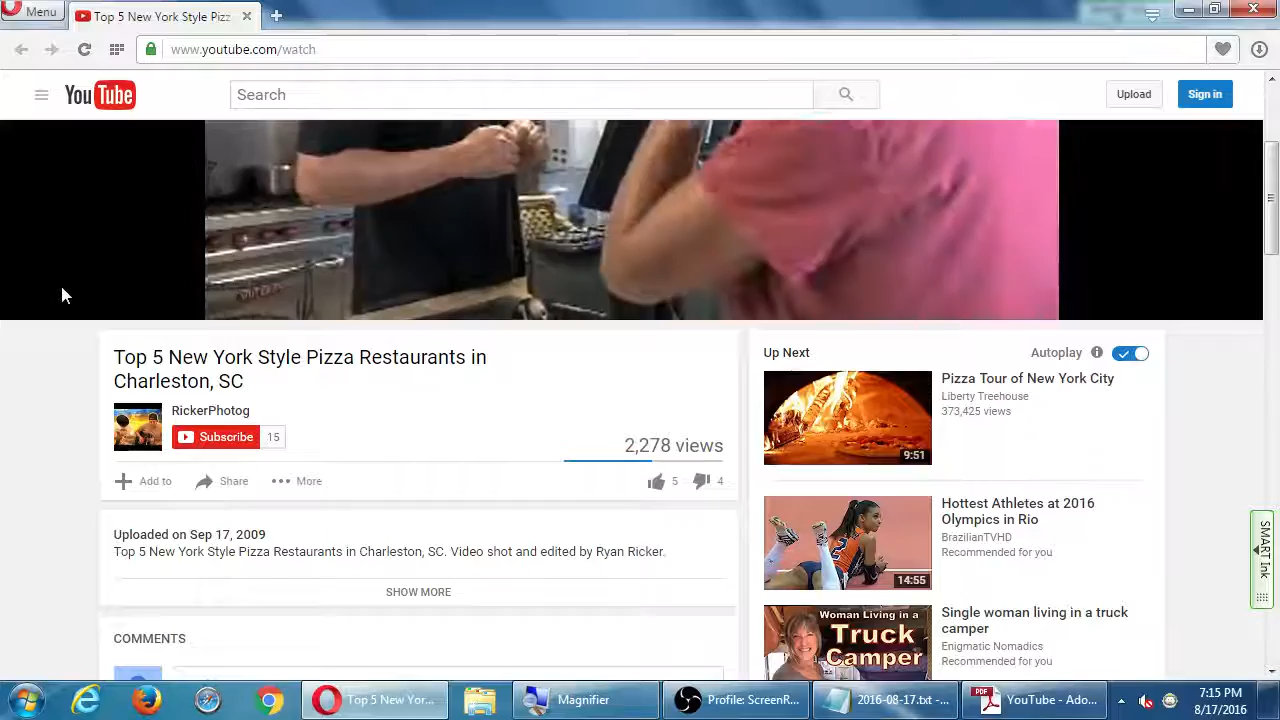 Menu
Top 5 New York Style Pizz
www.youtube.com/watch
YouTube
Search
Upload
Sign in
Top 5 New York Style Pizza Restaurants in
Charleston, SC
RickerPhotog
Subscribe 15
2,278 views
Add to Share More 5 4
Uploaded on Sep 17, 2009
Top 5 New York Style Pizza Restaurants in Charleston, SC. Video shot and edited by Ryan Ricker.
SHOW MORE
COMMENTS
Up Next Autoplay
Pizza Tour of New York City
Liberty Treehouse
373,425 views
9:51
Hottest Athletes at 2016
Olympics in Rio
BrazilianTVHD
Recommended for you
14:55
2
Woman Living in a
Truck
Camper
Single woman living in a truck
camper
Enigmatic Nomadics
Recommended for you
SMART Ink
Top 5 New Yor...
Magnifier
Profile: ScreenR...
2016-08-17.txt -...
PDF
YouTube - Ado...
7:15 PM
8/17/2016